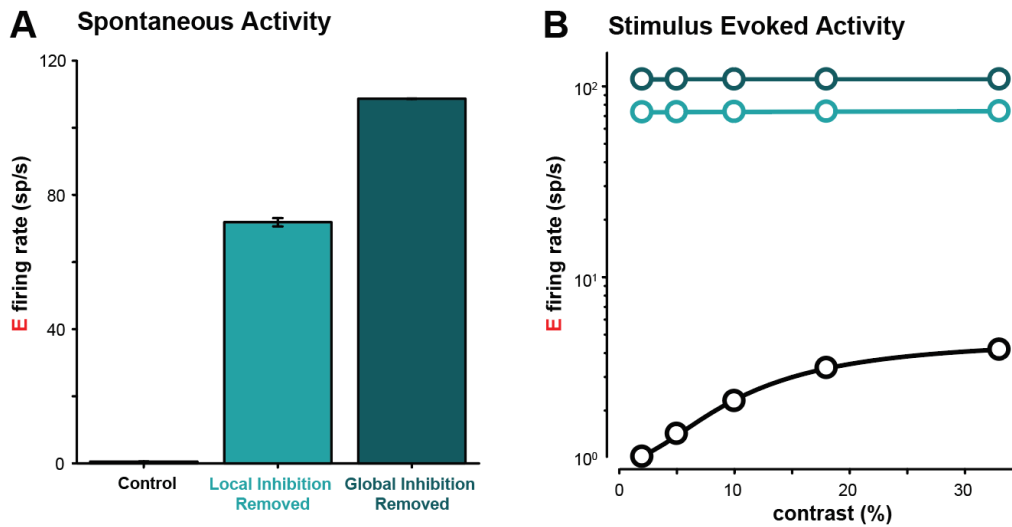 A Spontaneous Activity
E firing rate (sp/s)
120
80
40
0
Control
Local Inhibition
Removed
Global Inhibition
Removed
B Stimulus Evoked Activity
E firing rate (sp/s)
10²
10¹
10⁰
0 10 20 30
contrast (%)